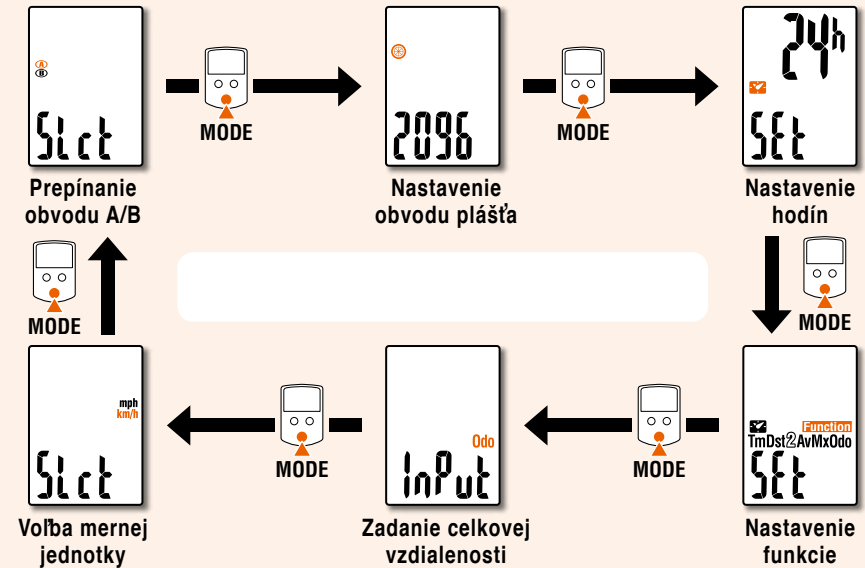 A
B
SLct
MODE
2096
MODE
24h
SEt
Prepínanie
obvodu A/B
Nastavenie
obvodu plášťa
Nastavenie
hodín
MODE
MODE
mph
km/h
SLct
MODE
Odo
InPut
MODE
Function
TmDst2AvMxOdo
SEt
Voľba mernej
jednotky
Zadanie celkovej
vzdialenosti
Nastavenie
funkcie